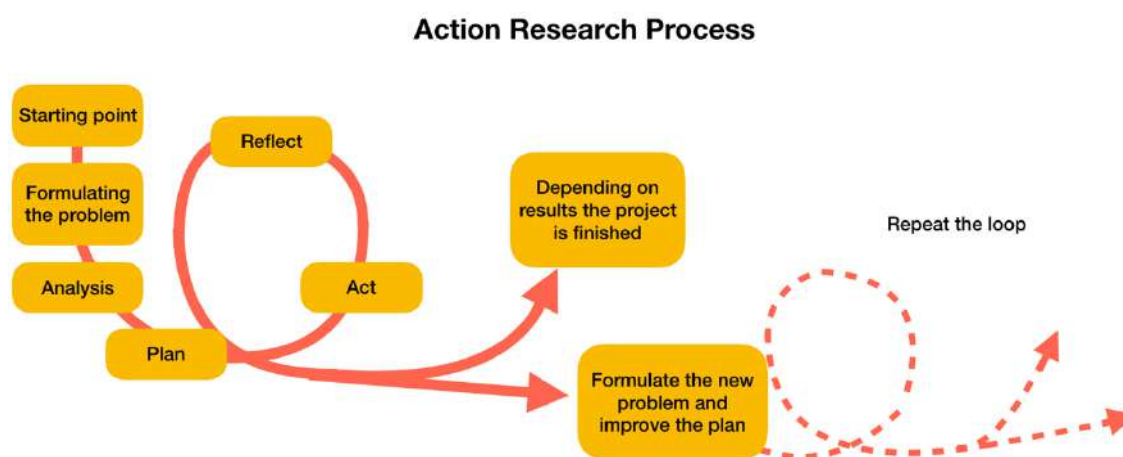 Action Research Process
Starting point
Formulating
the problem
Analysis
Plan
Reflect
Act
Depending on
results the project
is finished
Formulate the new
problem and
improve the plan
Repeat the loop